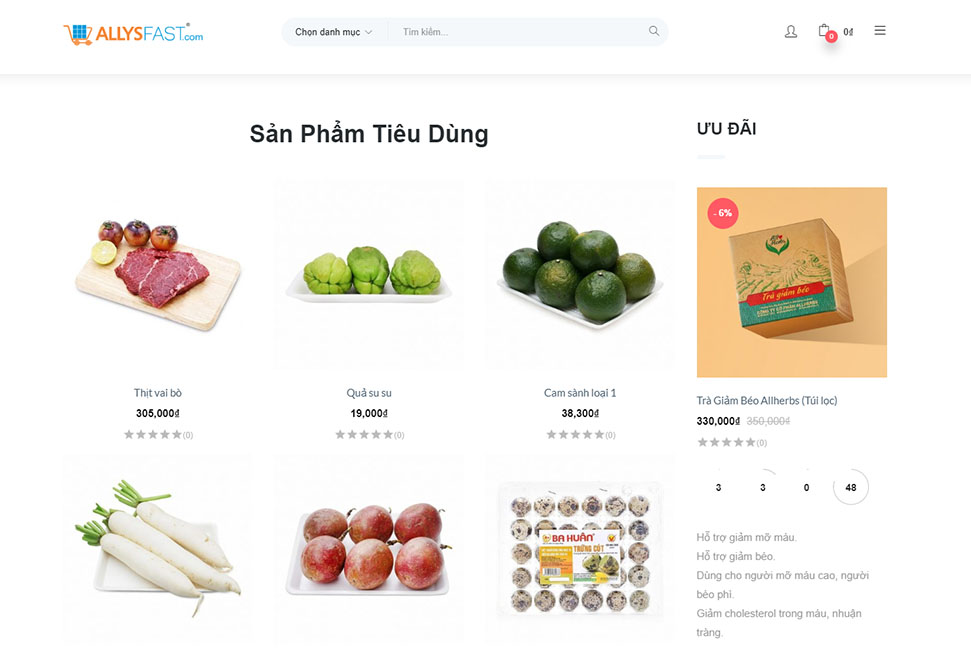 ALLYSFAST.com
Chọn danh mục
Tìm kiếm...
0
0₫
Sản Phẩm Tiêu Dùng
ƯU ĐÃI
- 6%
Trà giảm béo
Thịt vai bò
305,000₫
(0)
Quả su su
19,000₫
(0)
Cam sành loại 1
38,300₫
(0)
Trà Giảm Béo Allherbs (Túi lọc)
330,000₫ 350,000₫
(0)
3 3 0 48
BA HUÂN
TRỨNG CÚT
Hỗ trợ giảm mỡ máu.
Hỗ trợ giảm béo.
Dùng cho người mỡ máu cao, người
béo phì.
Giảm cholesterol trong máu, nhuận
tràng.